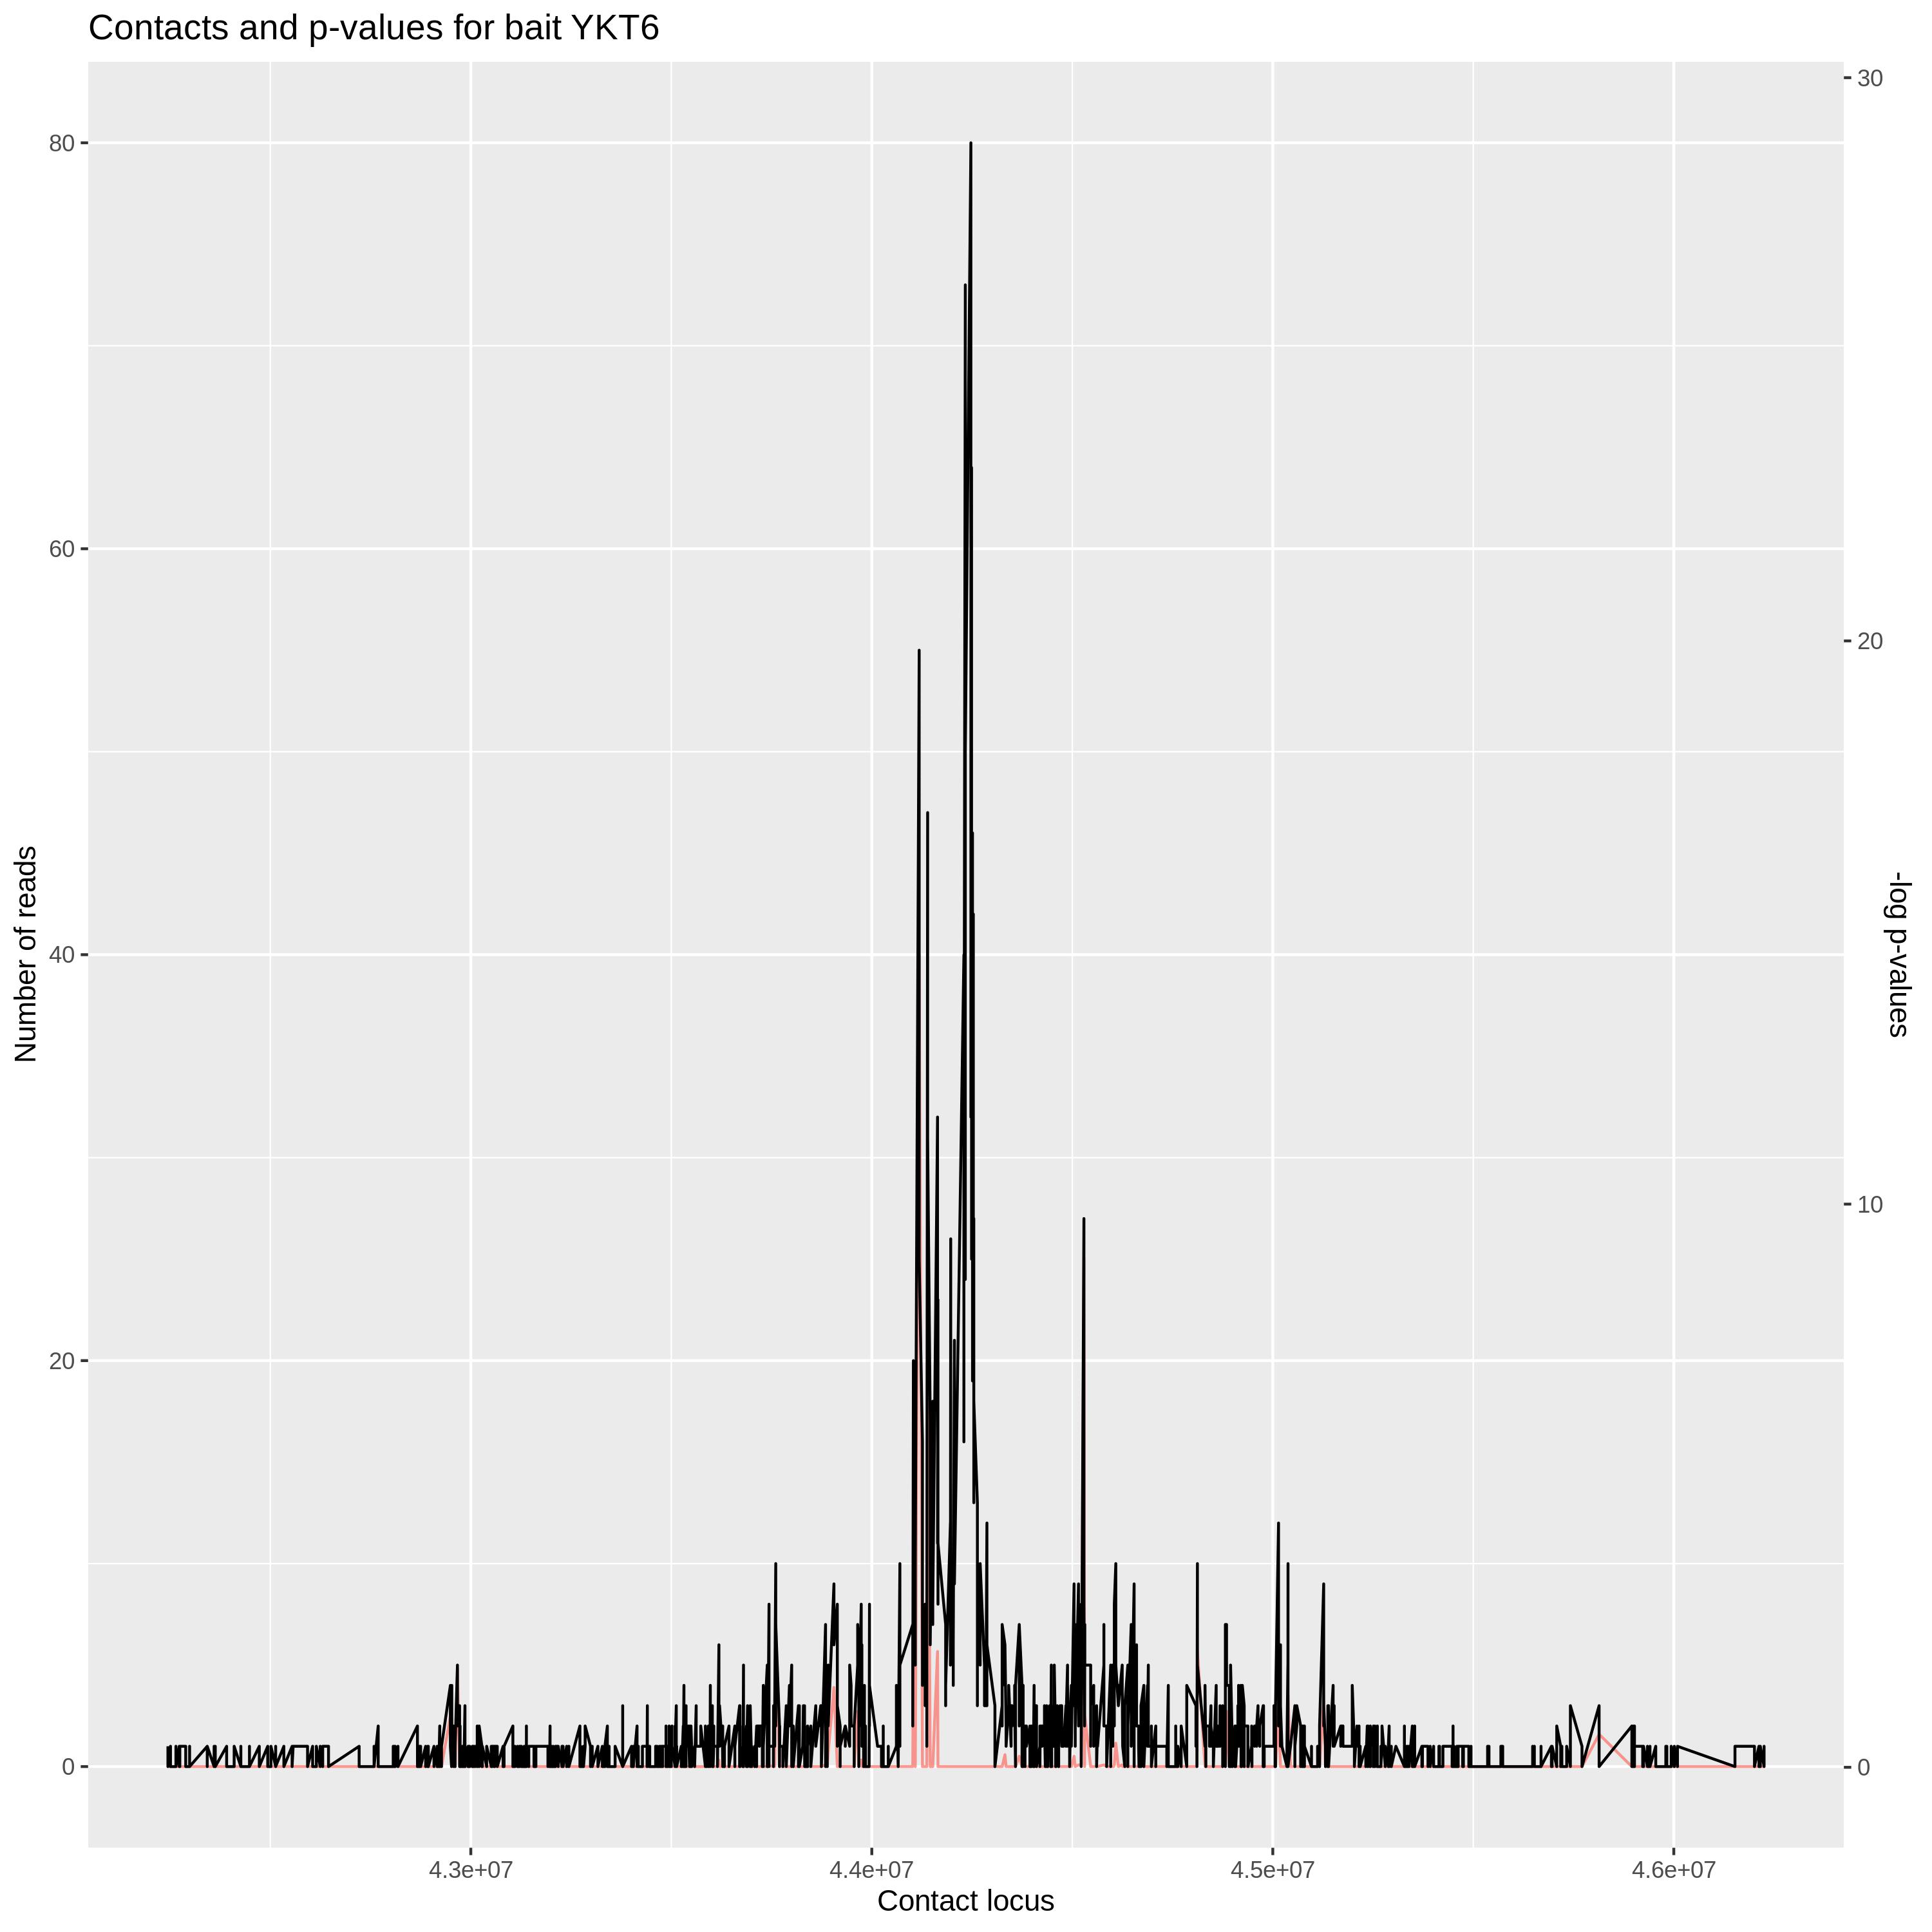 Contacts and p-values for bait YKT6
30
80
60
20
40
Number of reads
-log p-values
10
20
0
0
4.3e+07
4.4e+07
4.5e+07
4.6e+07
Contact locus